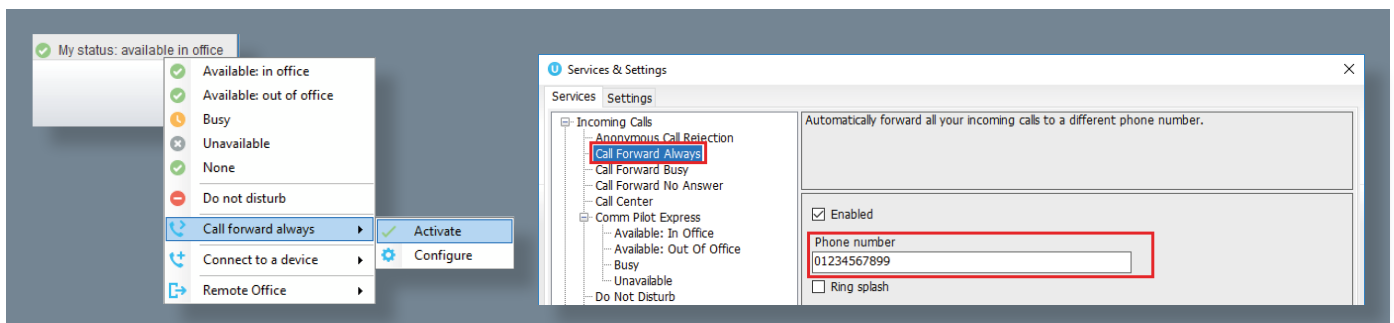 My status: available in office
Available: in office
Available: out of office
Busy
Unavailable
None
Do not disturb
Call forward always
Connect to a device
Remote Office
Activate
Configure
Services & Settings
Services Settings
Incoming Calls
Anonymous Call Rejection
Call Forward Always
Call Forward Busy
Call Forward No Answer
Call Center
Comm Pilot Express
Available: In Office
Available: Out Of Office
Busy
Unavailable
Do Not Disturb
Automatically forward all your incoming calls to a different phone number.
Enabled
Phone number
01234567899
Ring splash